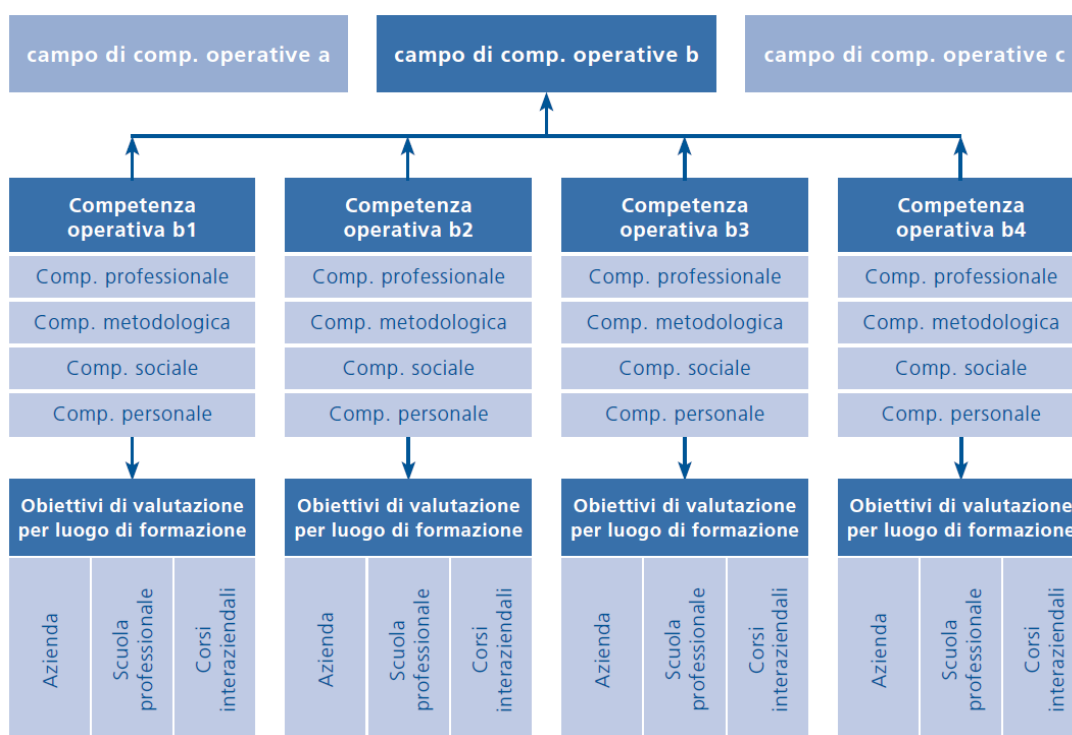 campo di comp. operative a
campo di comp. operative b
campo di comp. operative c
Competenza
operativa b1
Competenza
operativa b2
Competenza
operativa b3
Competenza
operativa b4
Comp. professionale
Comp. professionale
Comp. professionale
Comp. professionale
Comp. metodologica
Comp. metodologica
Comp. metodologica
Comp. metodologica
Comp. sociale
Comp. sociale
Comp. sociale
Comp. sociale
Comp. personale
Comp. personale
Comp. personale
Comp. personale
Obiettivi di valutazione
per luogo di formazione
Obiettivi di valutazione
per luogo di formazione
Obiettivi di valutazione
per luogo di formazione
Obiettivi di valutazione
per luogo di formazione
Azienda
Scuola
professionale
Corsi
interaziendali
Azienda
Scuola
professionale
Corsi
interaziendali
Azienda
Scuola
professionale
Corsi
interaziendali
Azienda
Scuola
professionale
Corsi
interaziendali